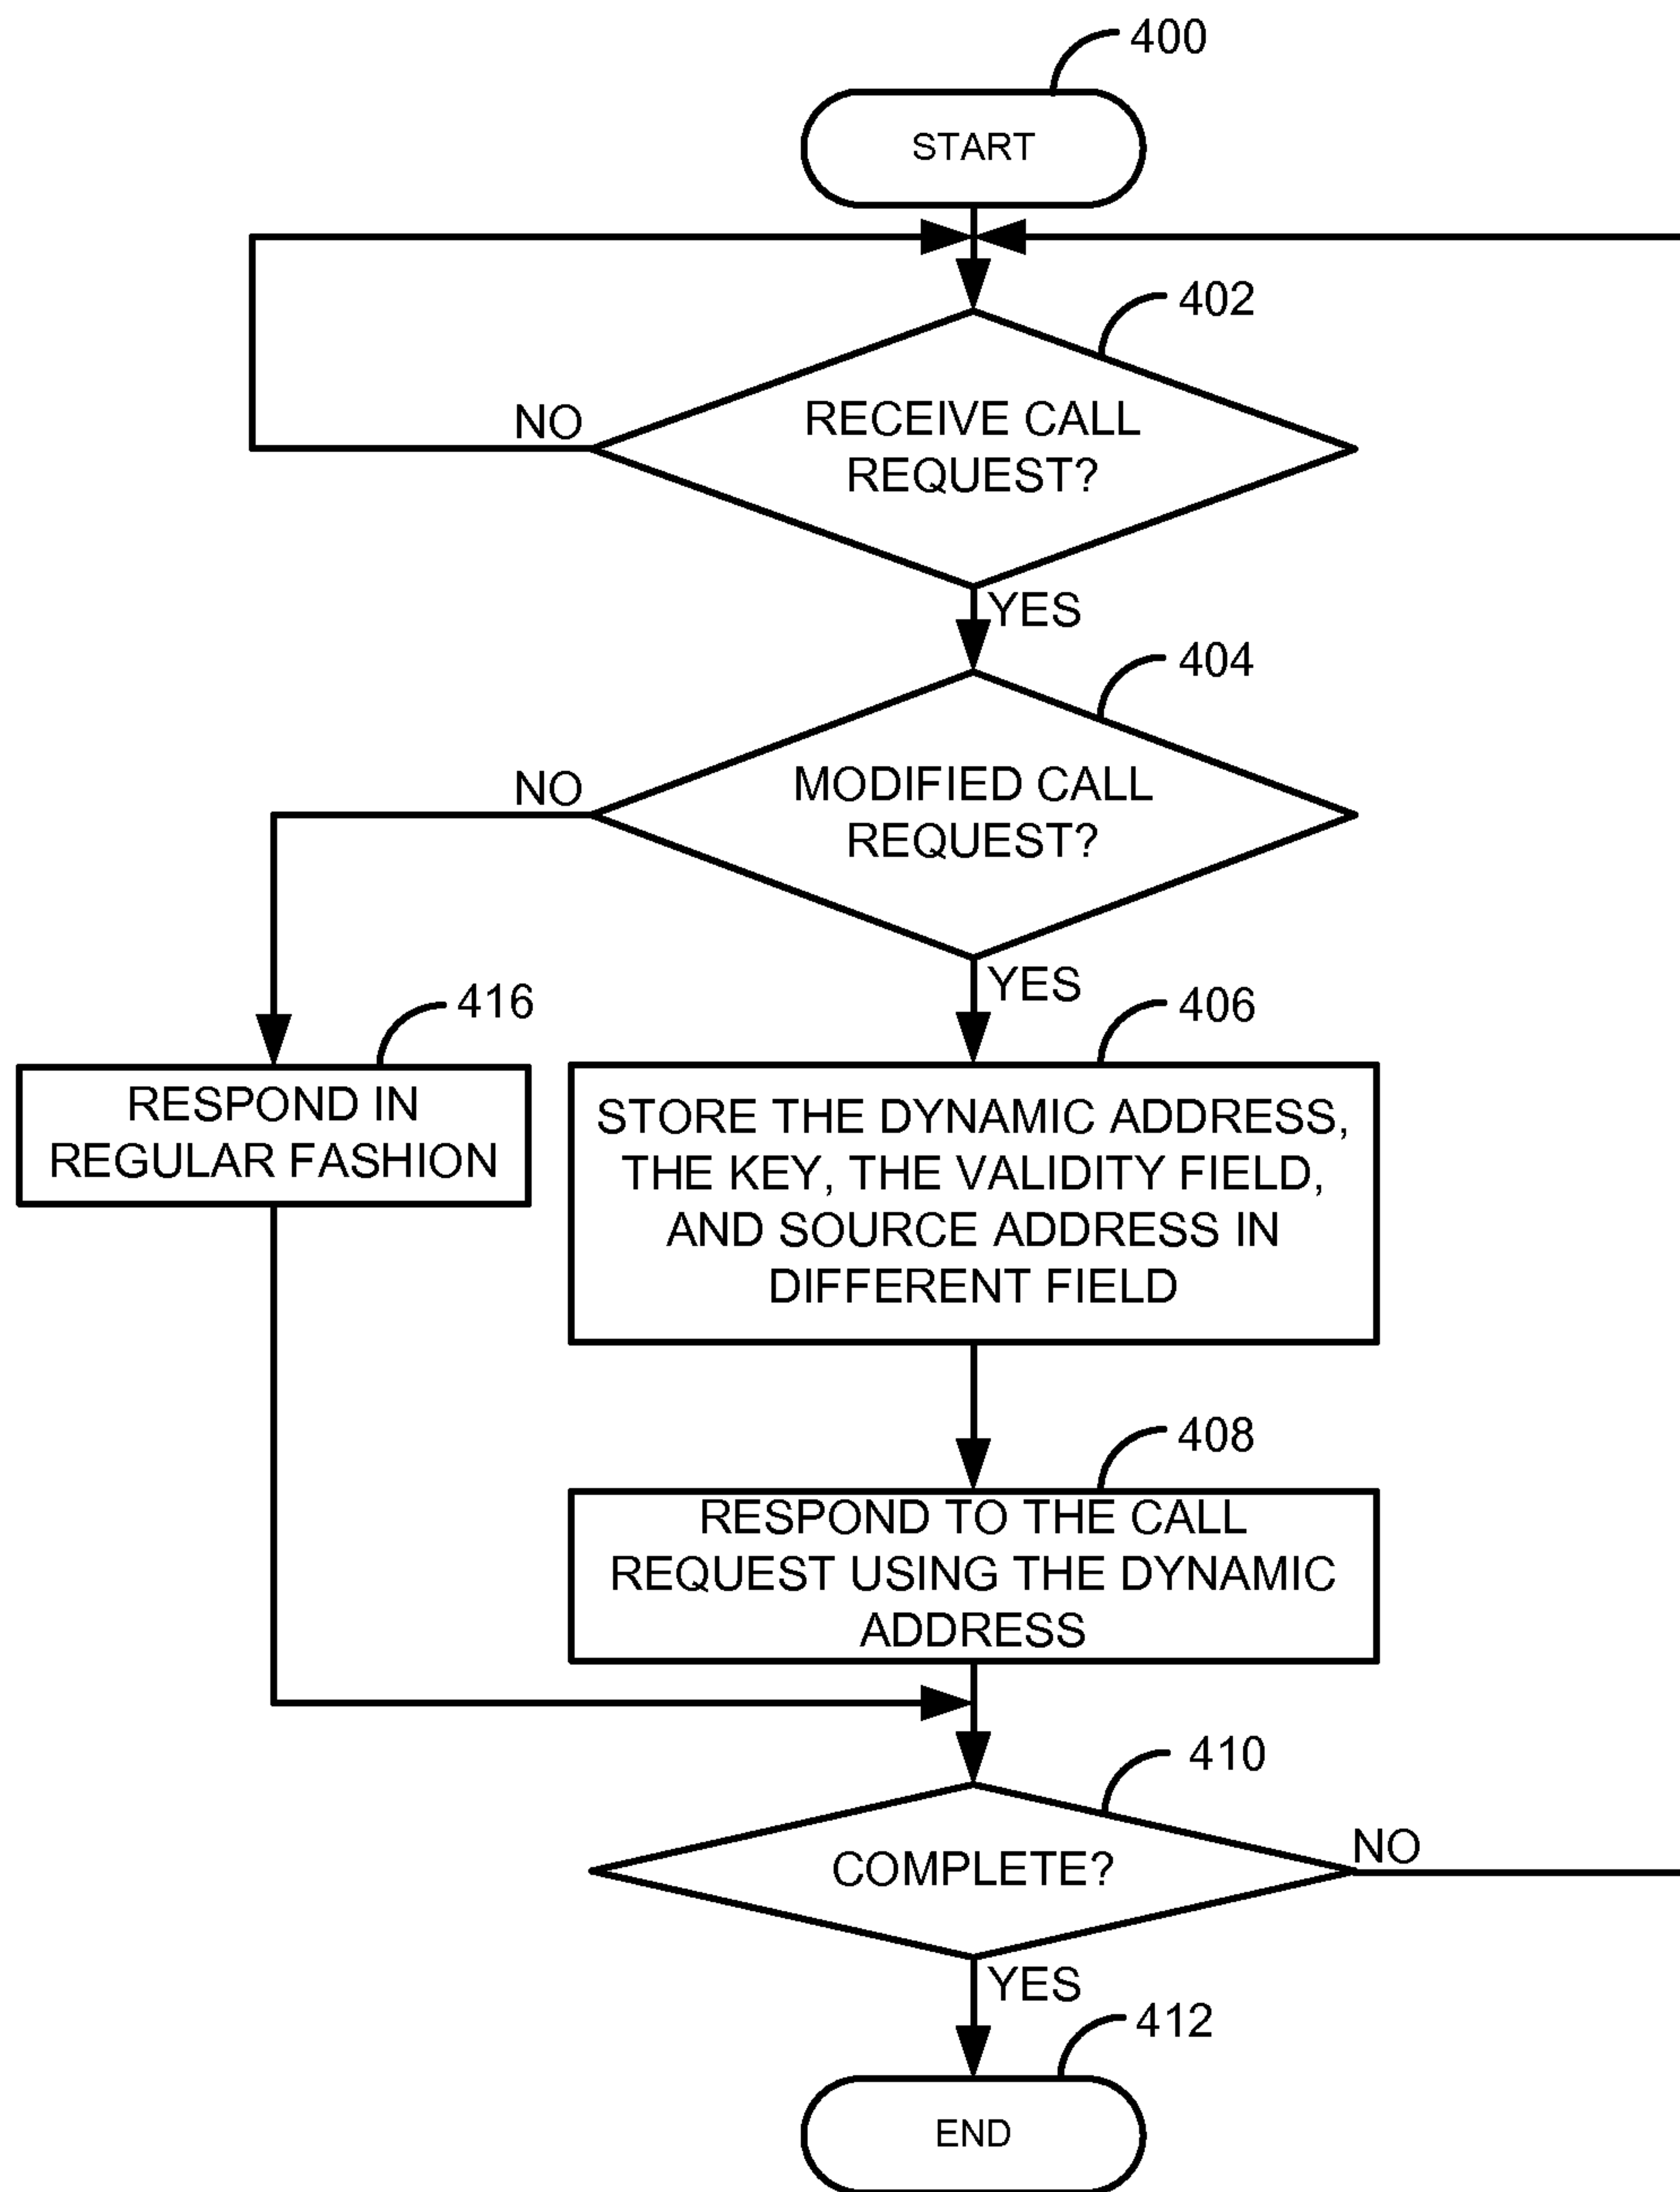 400
START
402
RECEIVE CALL
REQUEST?
NO
YES
404
MODIFIED CALL
REQUEST?
NO
YES
416
RESPOND IN
REGULAR FASHION
406
STORE THE DYNAMIC ADDRESS,
THE KEY, THE VALIDITY FIELD,
AND SOURCE ADDRESS IN
DIFFERENT FIELD
408
RESPOND TO THE CALL
REQUEST USING THE DYNAMIC
ADDRESS
410
COMPLETE?
NO
YES
412
END